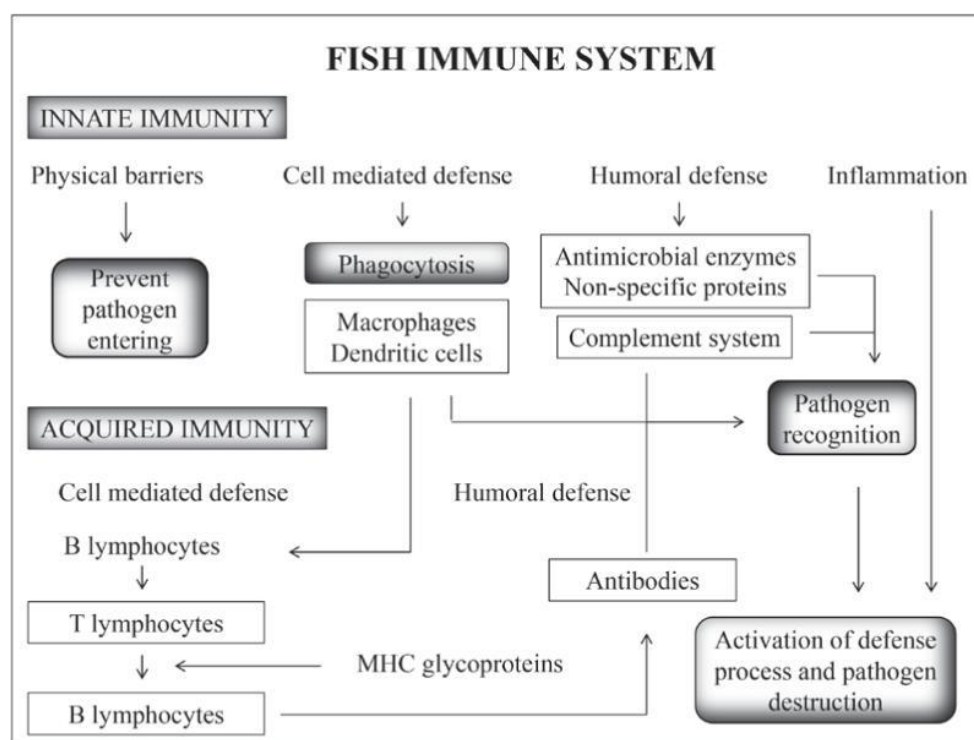 FISH IMMUNE SYSTEM
INNATE IMMUNITY
Physical barriers
Cell mediated defense
Humoral defense
Inflammation
Prevent
pathogen
entering
Phagocytosis
Macrophages
Dendritic cells
Antimicrobial enzymes
Non-specific proteins
Complement system
Pathogen
recognition
ACQUIRED IMMUNITY
Cell mediated defense
Humoral defense
B lymphocytes
T lymphocytes
B lymphocytes
MHC glycoproteins
Antibodies
Activation of defense
process and pathogen
destruction